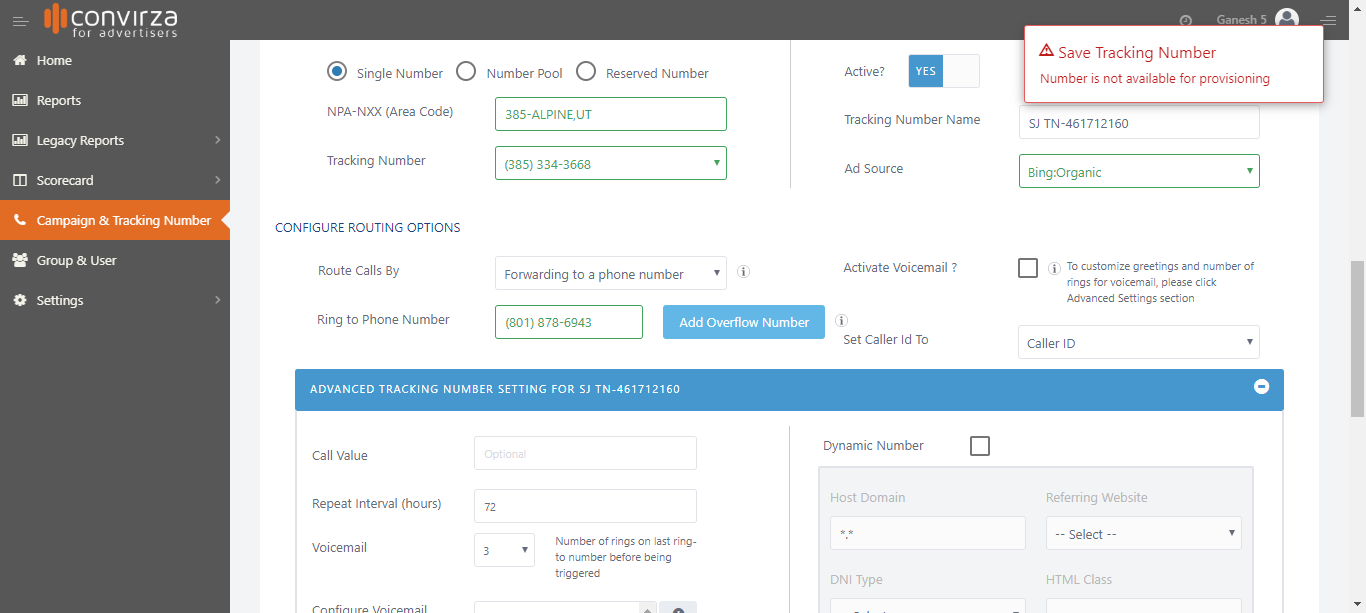 convirza
for advertisers
Ganesh 5
Home
Reports
Legacy Reports
Scorecard
Campaign & Tracking Number
Group & User
Settings
Save Tracking Number
Number is not available for provisioning
Single Number
Number Pool
Reserved Number
NPA-NXX (Area Code)
385-ALPINE,UT
Tracking Number
(385) 334-3668
Active?
YES
Tracking Number Name
SJ TN-461712160
Ad Source
Bing:Organic
CONFIGURE ROUTING OPTIONS
Route Calls By
Forwarding to a phone number
Ring to Phone Number
(801) 878-6943
Add Overflow Number
Activate Voicemail ?
To customize greetings and number of
rings for voicemail, please click
Advanced Settings section
Set Caller Id To
Caller ID
ADVANCED TRACKING NUMBER SETTING FOR SJ TN-461712160
Call Value
Optional
Repeat Interval (hours)
72
Voicemail
3
Number of rings on last ring-
to number before being
triggered
Configure Voicemail
Dynamic Number
Host Domain
*.*
Referring Website
-- Select --
DNI Type
HTML Class